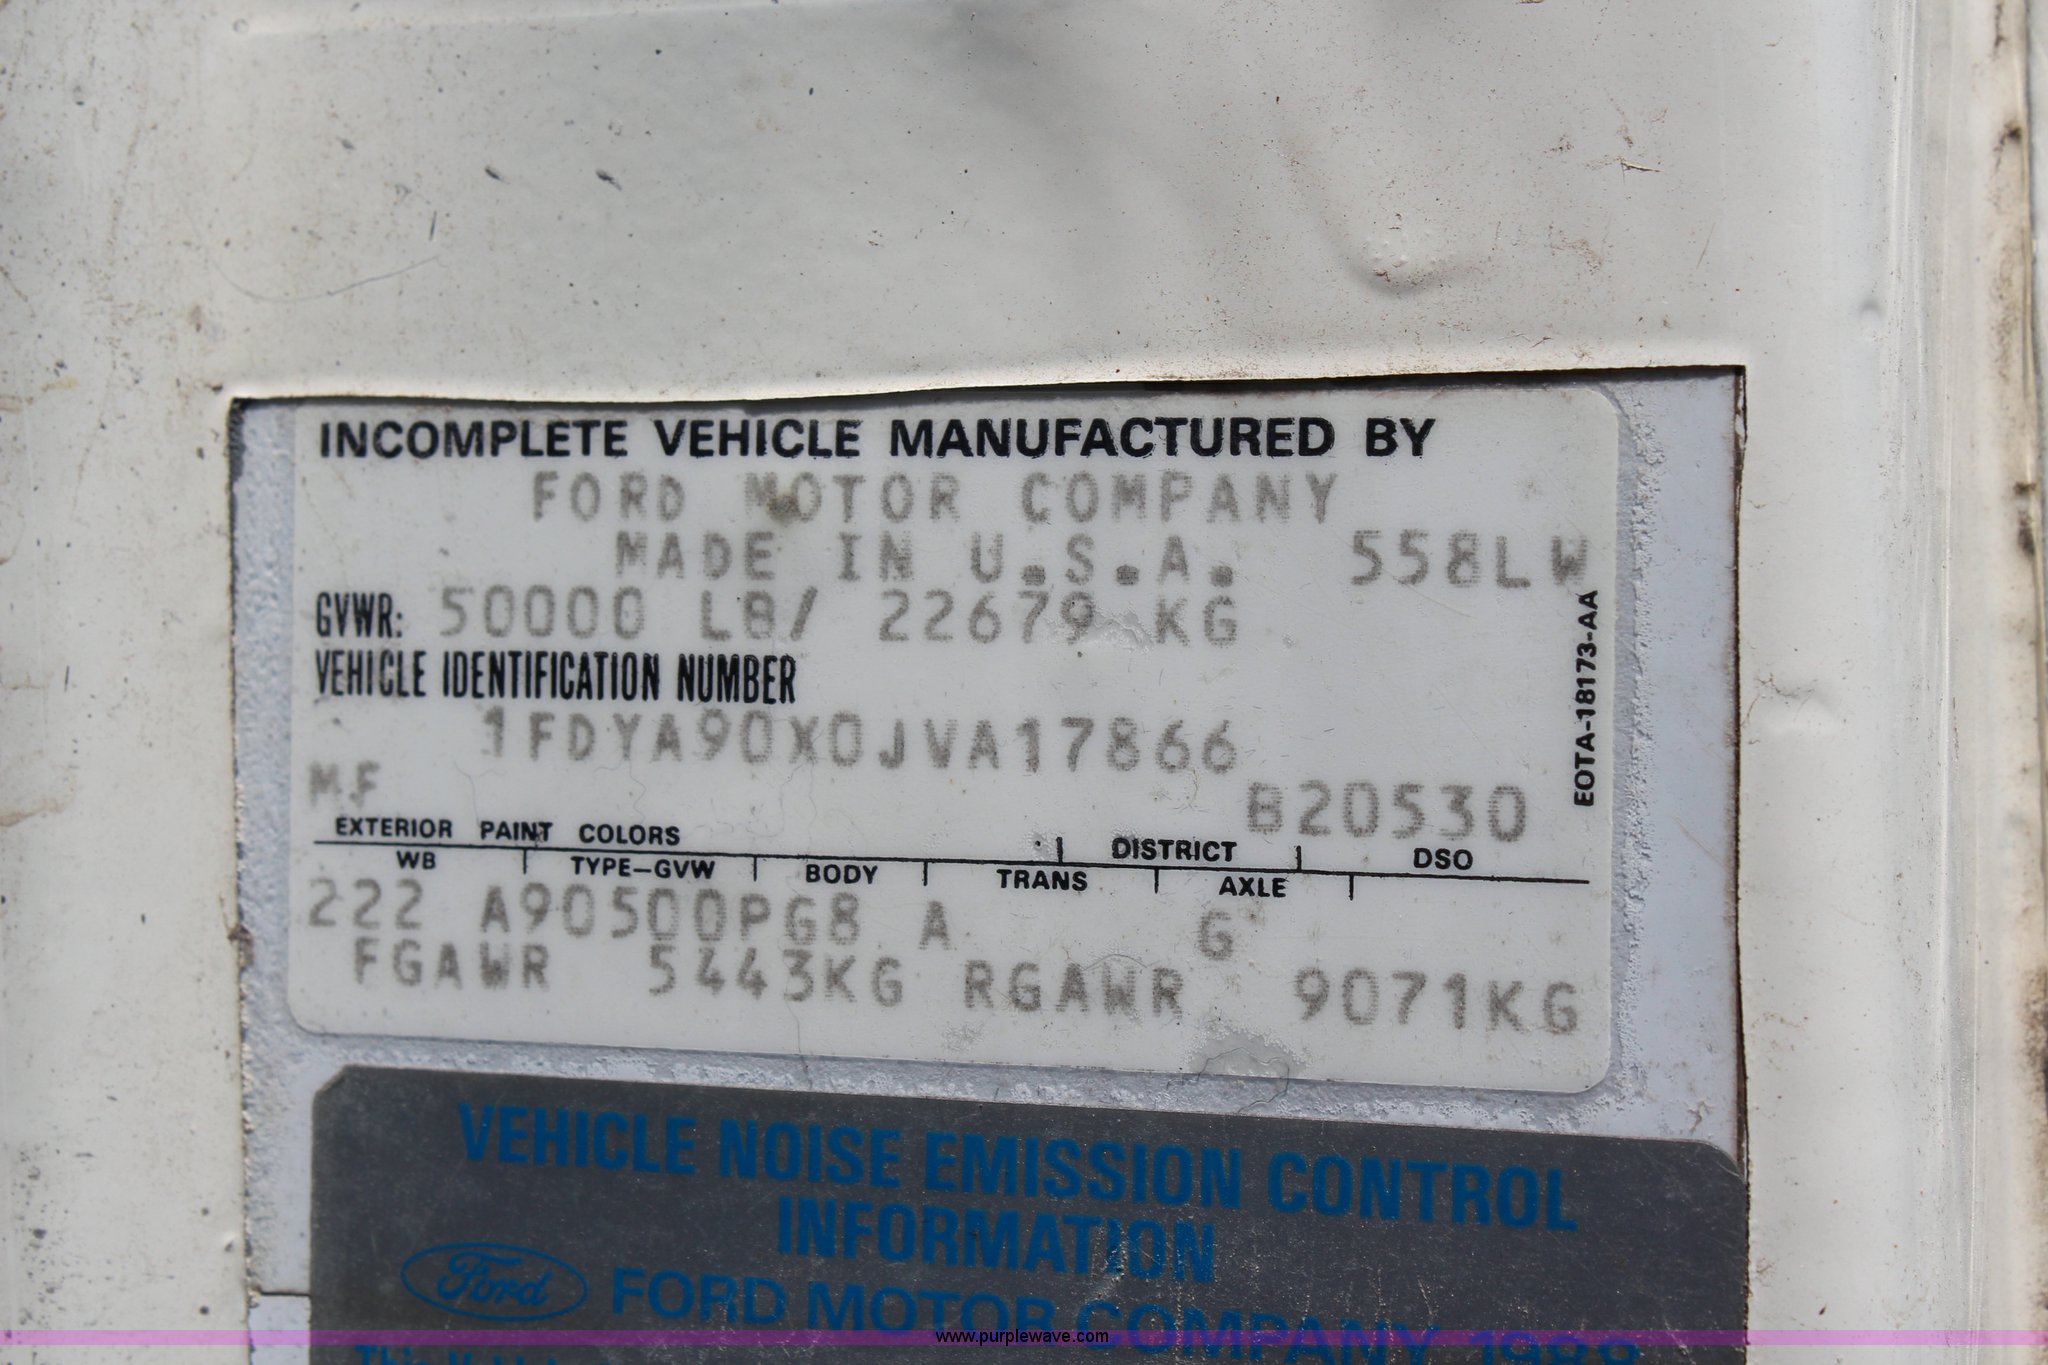 INCOMPLETE VEHICLE MANUFACTURED BY
FORD MOTOR COMPANY
MADE IN U.S.A. 558LW
GVWR: 50000 LB/ 22679 KG
VEHICLE IDENTIFICATION NUMBER
1FDYA90X0JVA17866
EOTA-18173-AA
MF
B20530
EXTERIOR PAINT COLORS DISTRICT DSO
WB TYPE-GVW BODY TRANS AXLE
222 A90500PG8 A G
FGAWR 5443KG RGAWR 9071KG
VEHICLE NOISE EMISSION CONTROL
INFORMATION
Ford FORD MOTOR COMPANY 1988
www.purplewave.com